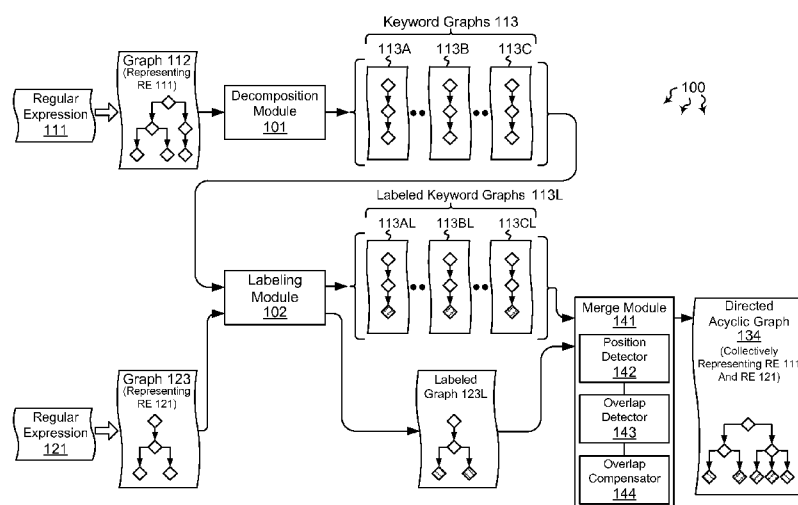 Keyword Graphs 113
113A
113B
113C
100
Graph 112
(Representing
RE 111)
Regular
Expression
111
Decomposition
Module
101
Labeled Keyword Graphs 113L
113AL
113BL
113CL
Labeling
Module
102
Merge Module
141
Position
Detector
142
Overlap
Detector
143
Overlap
Compensator
144
Directed
Acyclic Graph
134
(Collectively
Representing RE 111
And RE 121)
Graph 123
(Representing
RE 121)
Regular
Expression
121
Labeled
Graph 123L